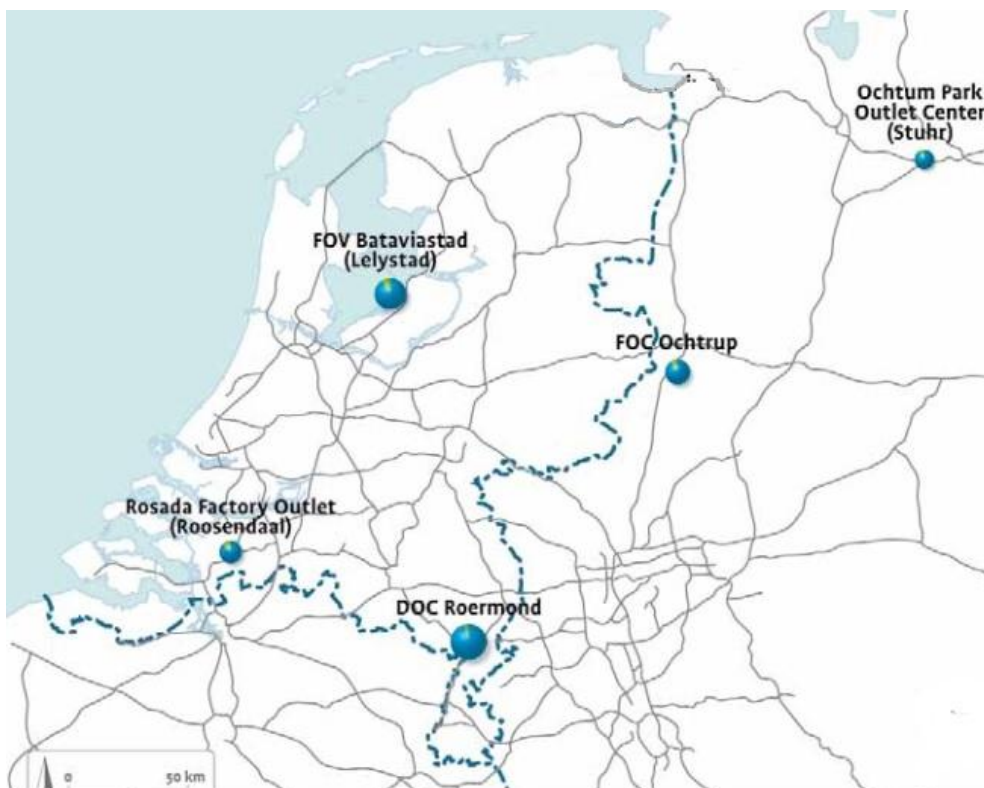 Ochtum Park
Outlet Center
(Stuhr)
FOV Bataviastad
(Lelystad)
FOC Ochtrup
Rosada Factory Outlet
(Roosendaal)
DOC Roermond
0 50 km